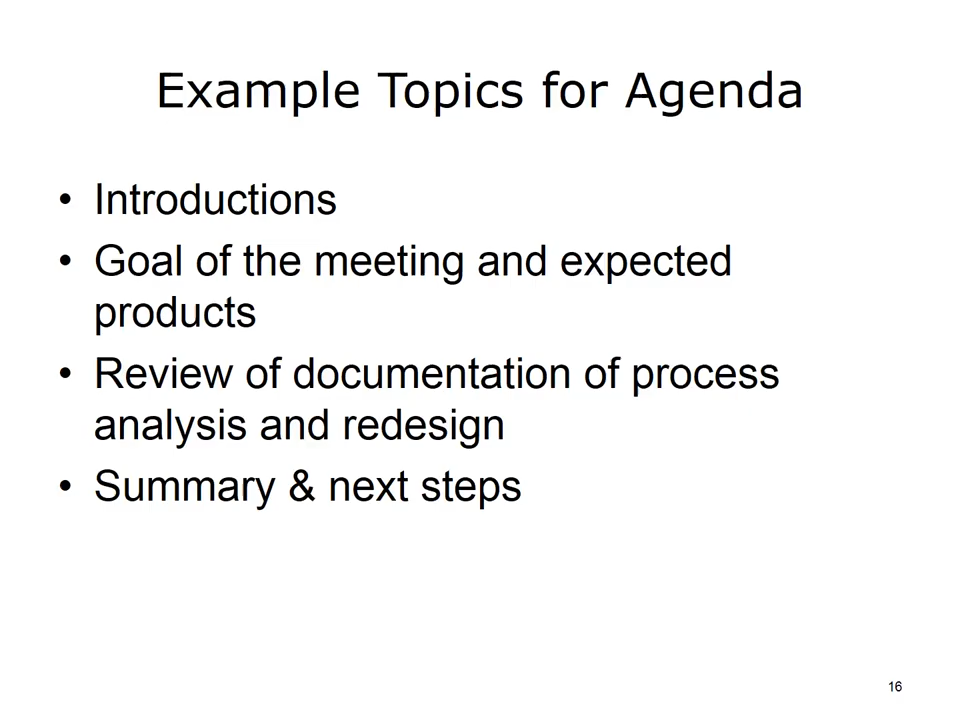 Example Topics for Agenda
• Introductions
• Goal of the meeting and expected
products
• Review of documentation of process
analysis and redesign
• Summary & next steps
16